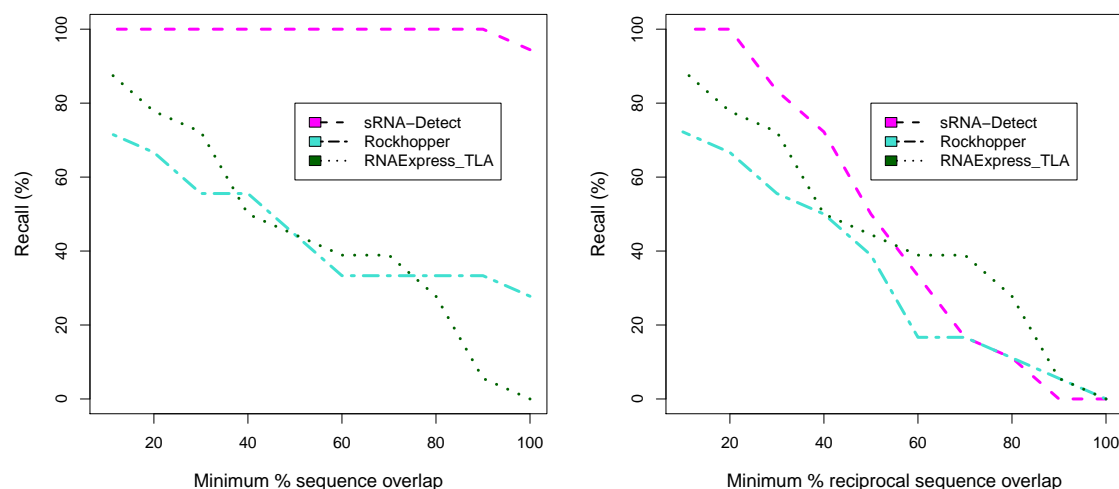 Recall (%)
100
80
60
40
20
0
sRNA−Detect
Rockhopper
RNAExpress_TLA
20 40 60 80 100
Minimum % sequence overlap
Recall (%)
100
80
60
40
20
0
sRNA−Detect
Rockhopper
RNAExpress_TLA
20 40 60 80 100
Minimum % reciprocal sequence overlap